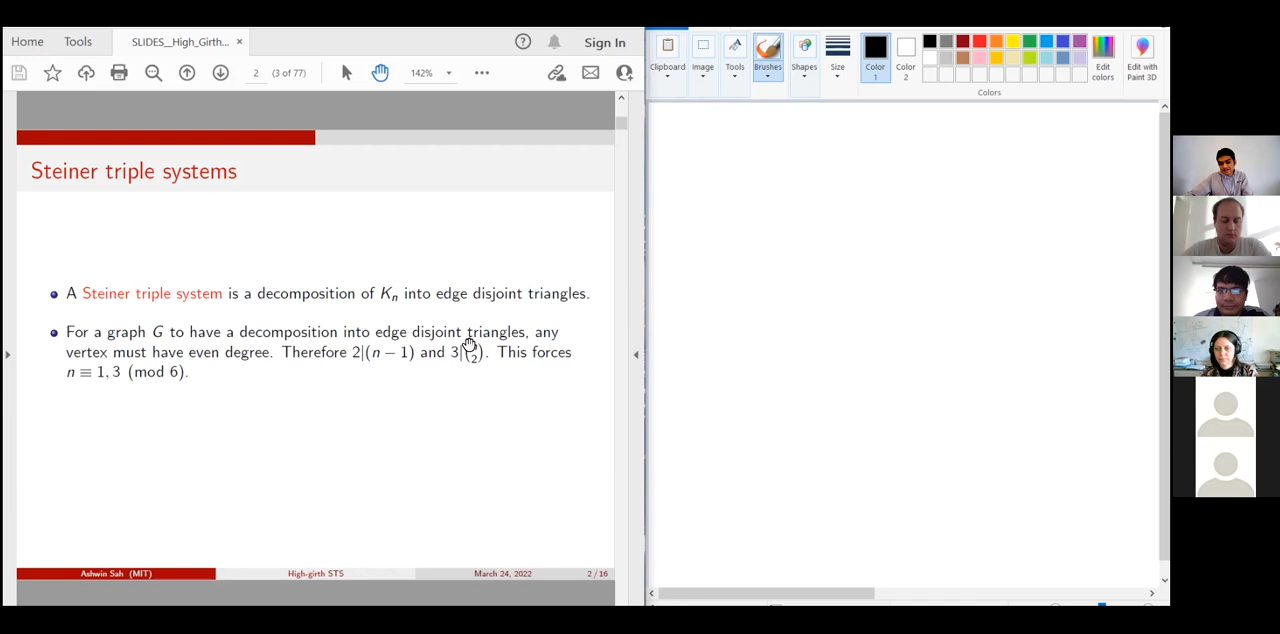 Home
Tools
SLIDES__High_Girth...
Sign In
2
(3 of 77)
142%
Steiner triple systems
A Steiner triple system is a decomposition of Kₙ into edge disjoint triangles.
For a graph G to have a decomposition into edge disjoint triangles, any
vertex must have even degree. Therefore 2|(n − 1) and 3|(n 2). This forces
n ≡ 1, 3 (mod 6).
Ashwin Sah (MIT)
High-girth STS
March 24, 2022
2 / 16
Clipboard
Image
Tools
Brushes
Shapes
Size
Color 1
Color 2
Edit colors
Edit with Paint 3D
Colors